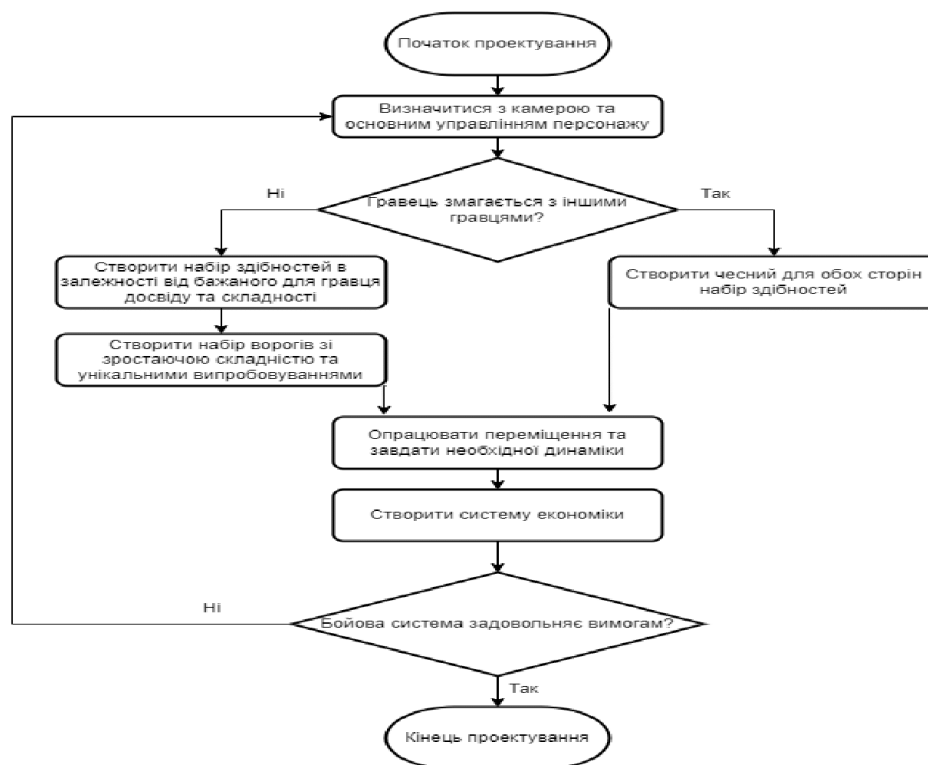 Початок проектування
Визначитися з камерою та
основним управлінням персонажу
Гравець змагається з іншими
гравцями?
Ні
Так
Створити набір здібностей в
залежності від бажаного для гравця
досвіду та складності
Створити чесний для обох сторін
набір здібностей
Створити набір ворогів зі
зростаючою складністю та
унікальними випробовуваннями
Опрацювати переміщення та
завдати необхідної динаміки
Створити систему економіки
Бойова система задовольняє вимогам?
Ні
Так
Кінець проектування